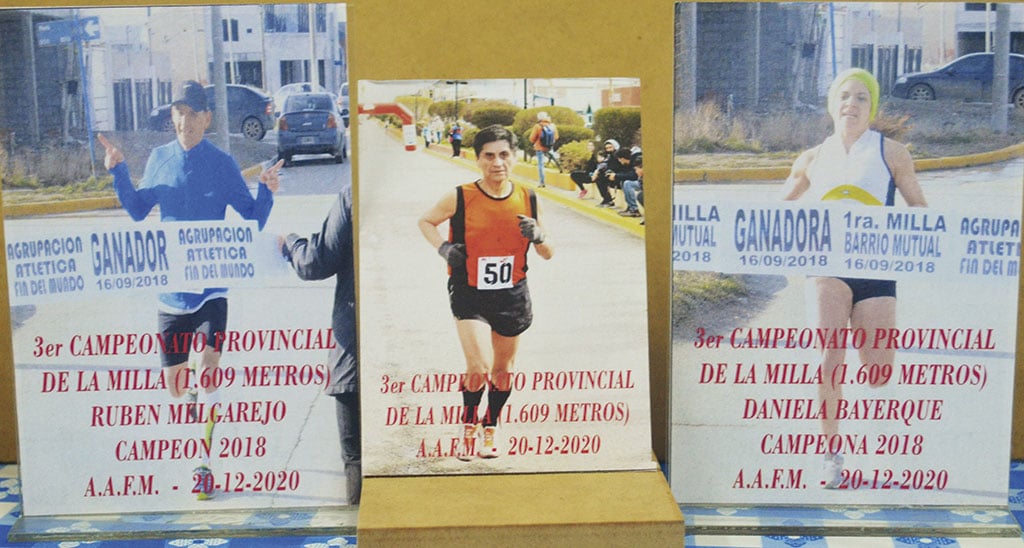 AGRUPACION
ATLETICA
FIN DEL MUNDO
GANADOR
16/09/2018
AGRUPACION
ATLETICA
FIN DEL MUNDO
3er CAMPEONATO PROVINCIAL
DE LA MILLA (1.609 METROS)
RUBEN MELGAREJO
CAMPEON 2018
A.A.F.M. - 20-12-2020
50
3er CAMPEONATO PROVINCIAL
DE LA MILLA (1.609 METROS)
A.A.F.M. - 20-12-2020
MILLA
MUTUAL
2018
GANADORA
16/09/2018
1ra. MILLA
BARRIO MUTUAL
16/09/2018
AGRUPA
ATLETI
FIN DEL M
3er CAMPEONATO PROVINCIAL
DE LA MILLA (1.609 METROS)
DANIELA BAYERQUE
CAMPEONA 2018
A.A.F.M. - 20-12-2020